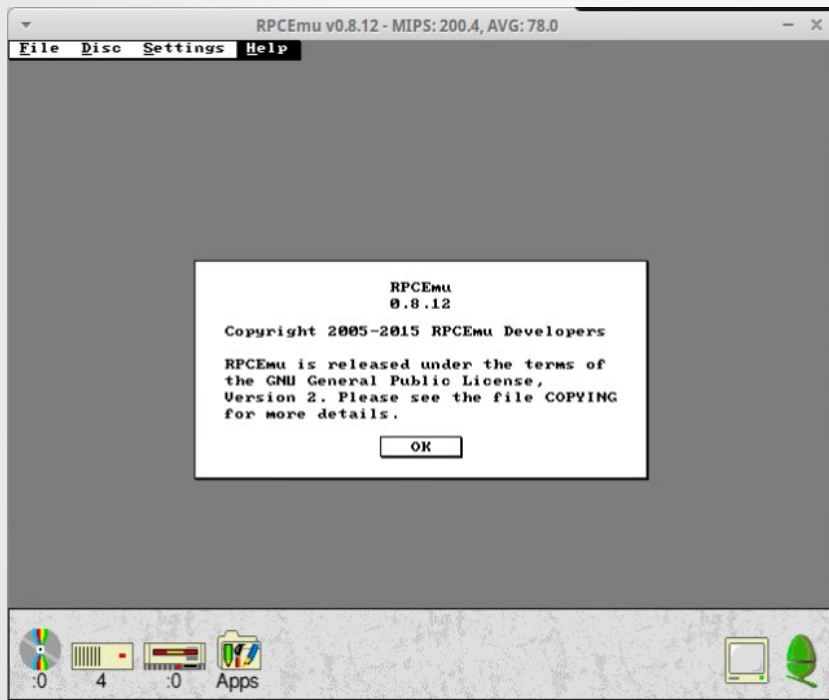 RPCEmu v0.8.12 - MIPS: 200.4, AVG: 78.0
File Disc Settings Help
RPCEmu
0.8.12
Copyright 2005-2015 RPCEmu Developers
RPCEmu is released under the terms of
the GNU General Public License,
Version 2. Please see the file COPYING
for more details.
OK
:0 4 :0 Apps